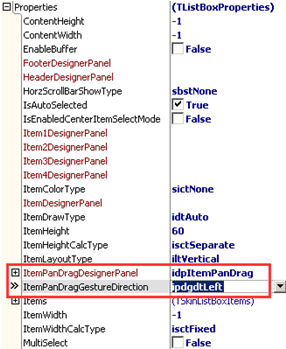 Properties (TListBoxProperties)
ContentHeight -1
ContentWidth -1
EnableBuffer False
FooterDesignerPanel
HeaderDesignerPanel
HorzScrollBarShowType sbstNone
IsAutoSelected True
IsEnabledCenterItemSelectMode False
Item1DesignerPanel
Item2DesignerPanel
Item3DesignerPanel
Item4DesignerPanel
ItemColorType sictNone
ItemDesignerPanel
ItemDrawType idtAuto
ItemHeight 60
ItemHeightCalcType isctSeparate
ItemLayoutType iltVertical
ItemPanDragDesignerPanel idpItemPanDrag
ItemPanDragGestureDirection ipdgdtLeft
Items (TSkinListBoxItems)
ItemWidth -1
ItemWidthCalcType isctFixed
MultiSelect False